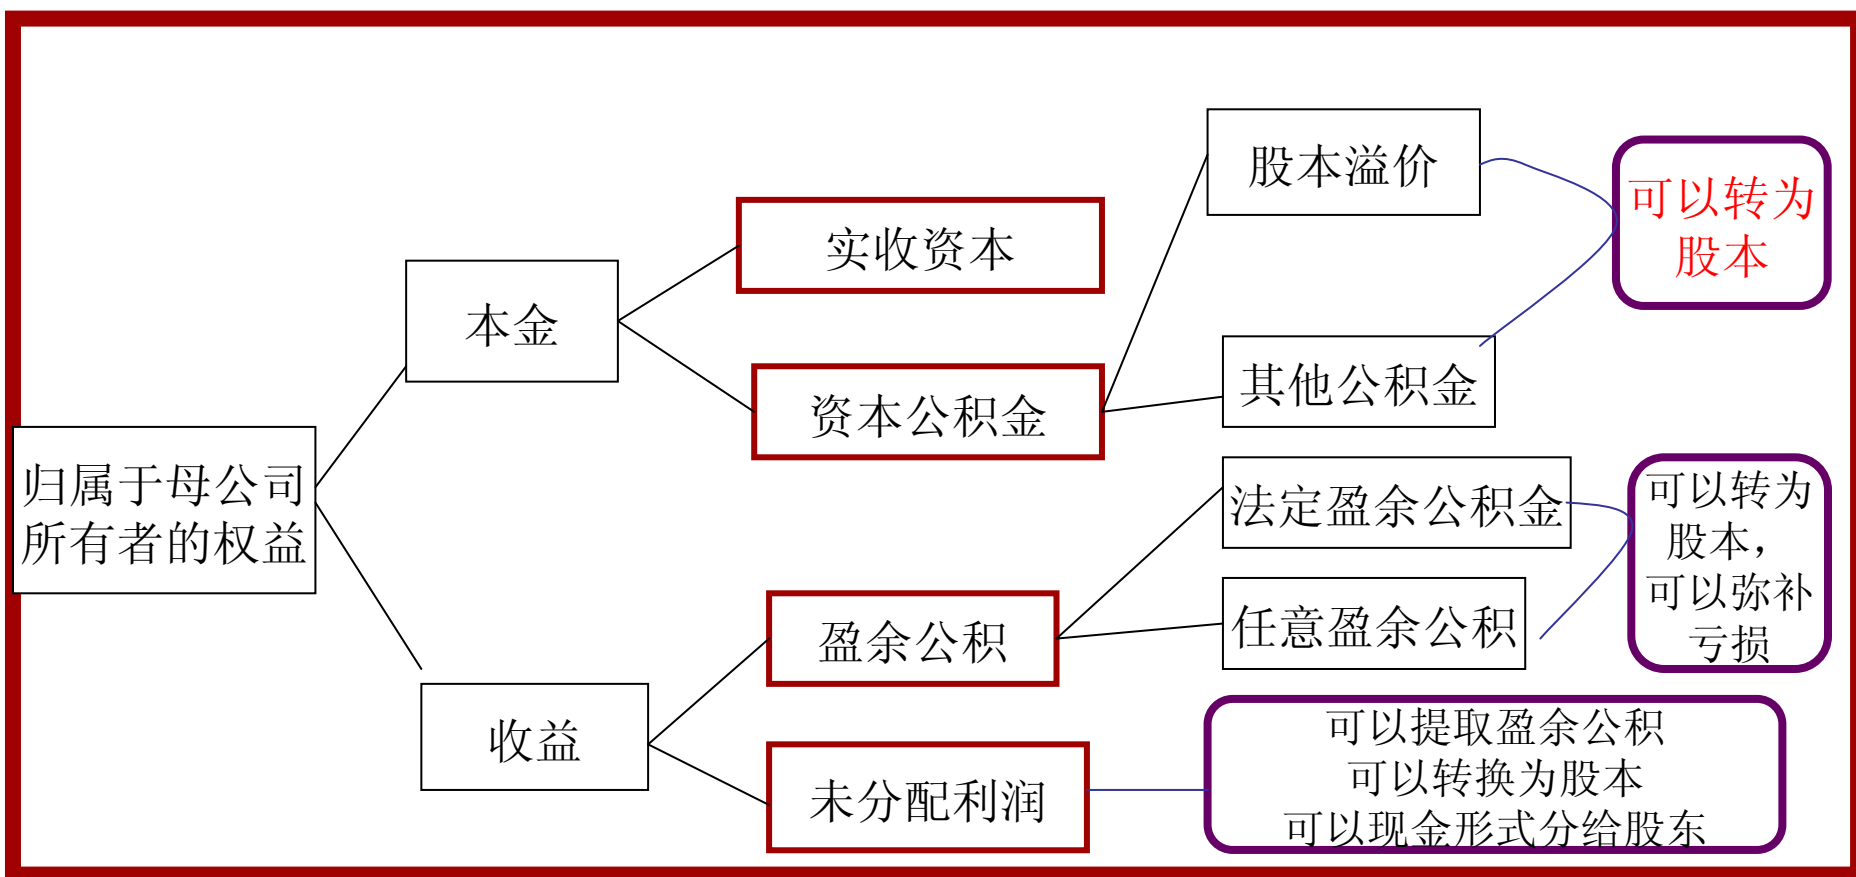 归属于母公司
所有者的权益
本金
收益
实收资本
资本公积金
盈余公积
未分配利润
股本溢价
其他公积金
法定盈余公积金
任意盈余公积
可以转为
股本
可以转为
股本，
可以弥补
亏损
可以提取盈余公积
可以转换为股本
可以现金形式分给股东